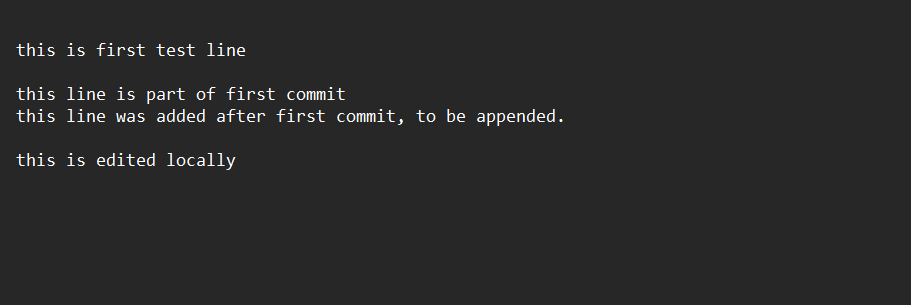 this is first test line
this line is part of first commit
this line was added after first commit, to be appended.
this is edited locally